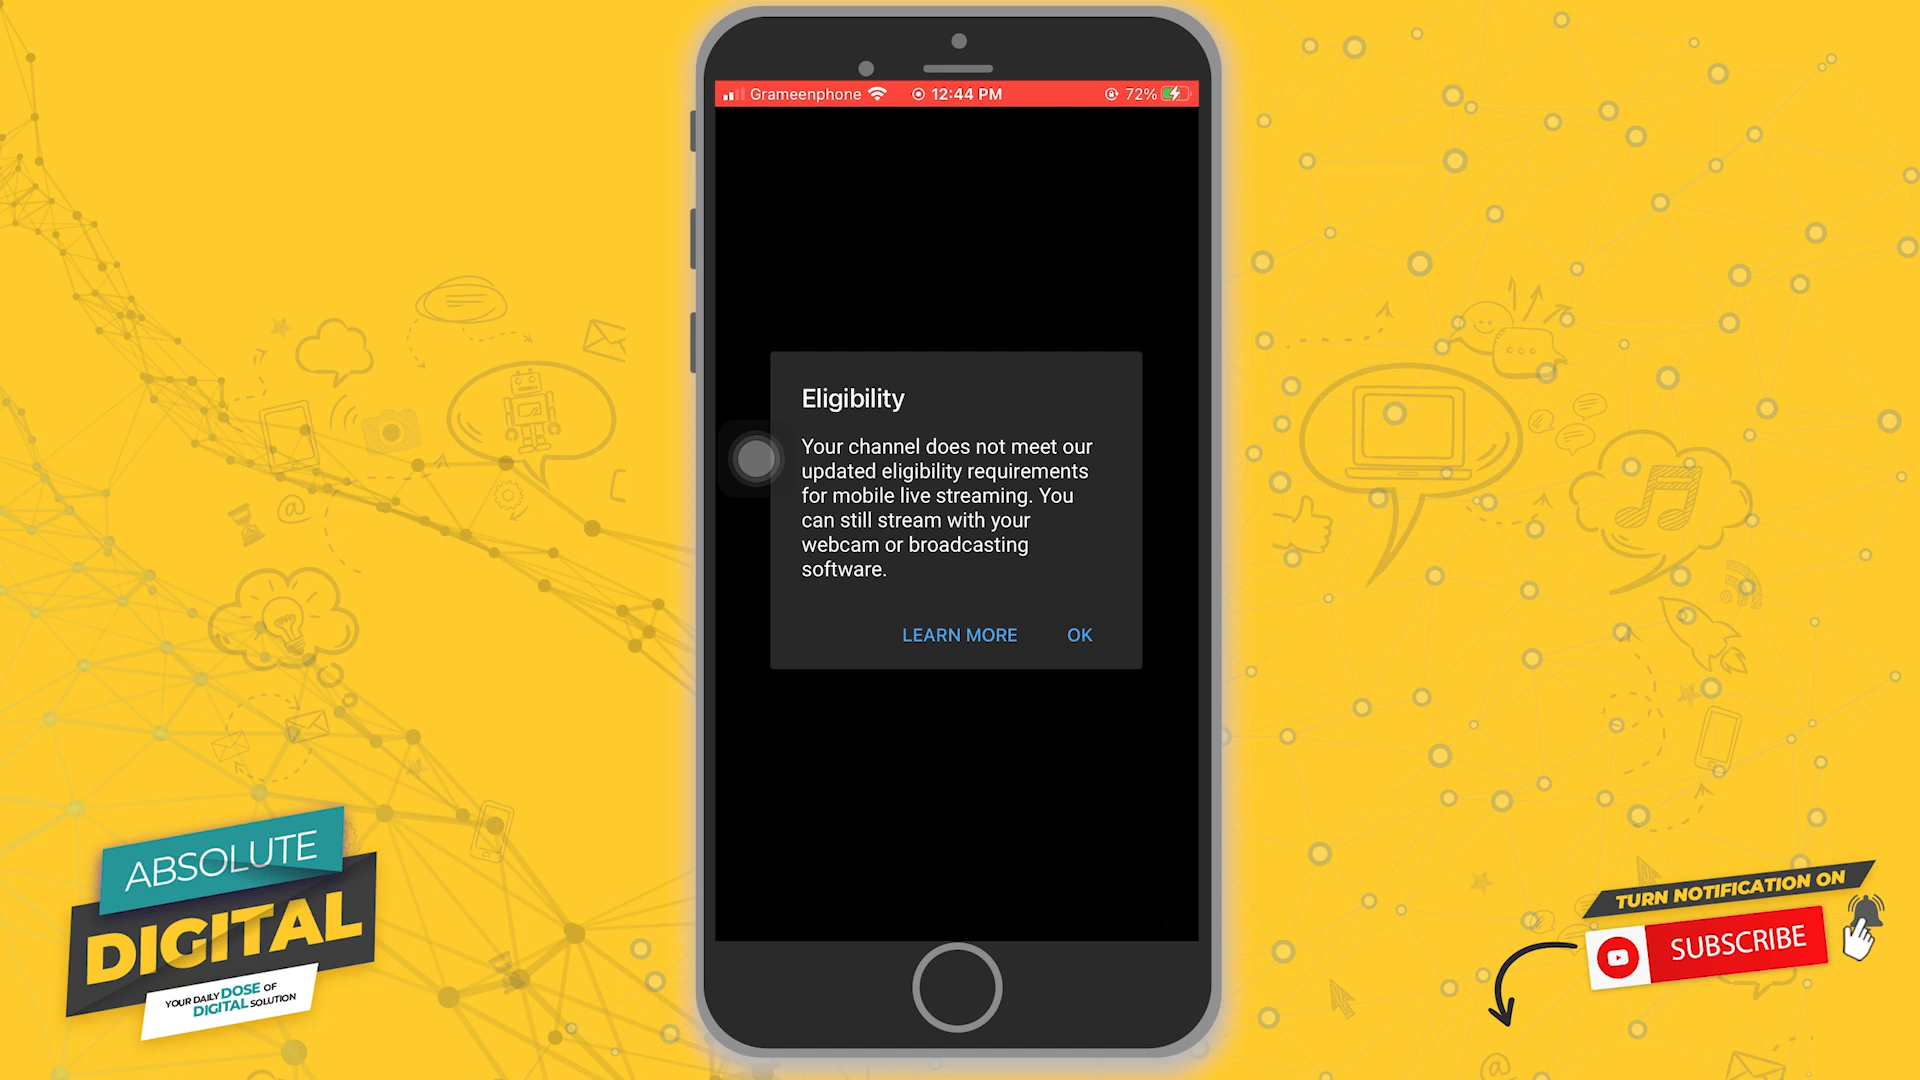 Grameenphone 12:44 PM 72%
Eligibility
Your channel does not meet our
updated eligibility requirements
for mobile live streaming. You
can still stream with your
webcam or broadcasting
software.
LEARN MORE OK
ABSOLUTE
DIGITAL
YOUR DAILY DOSE OF
DIGITAL SOLUTION
TURN NOTIFICATION ON
SUBSCRIBE